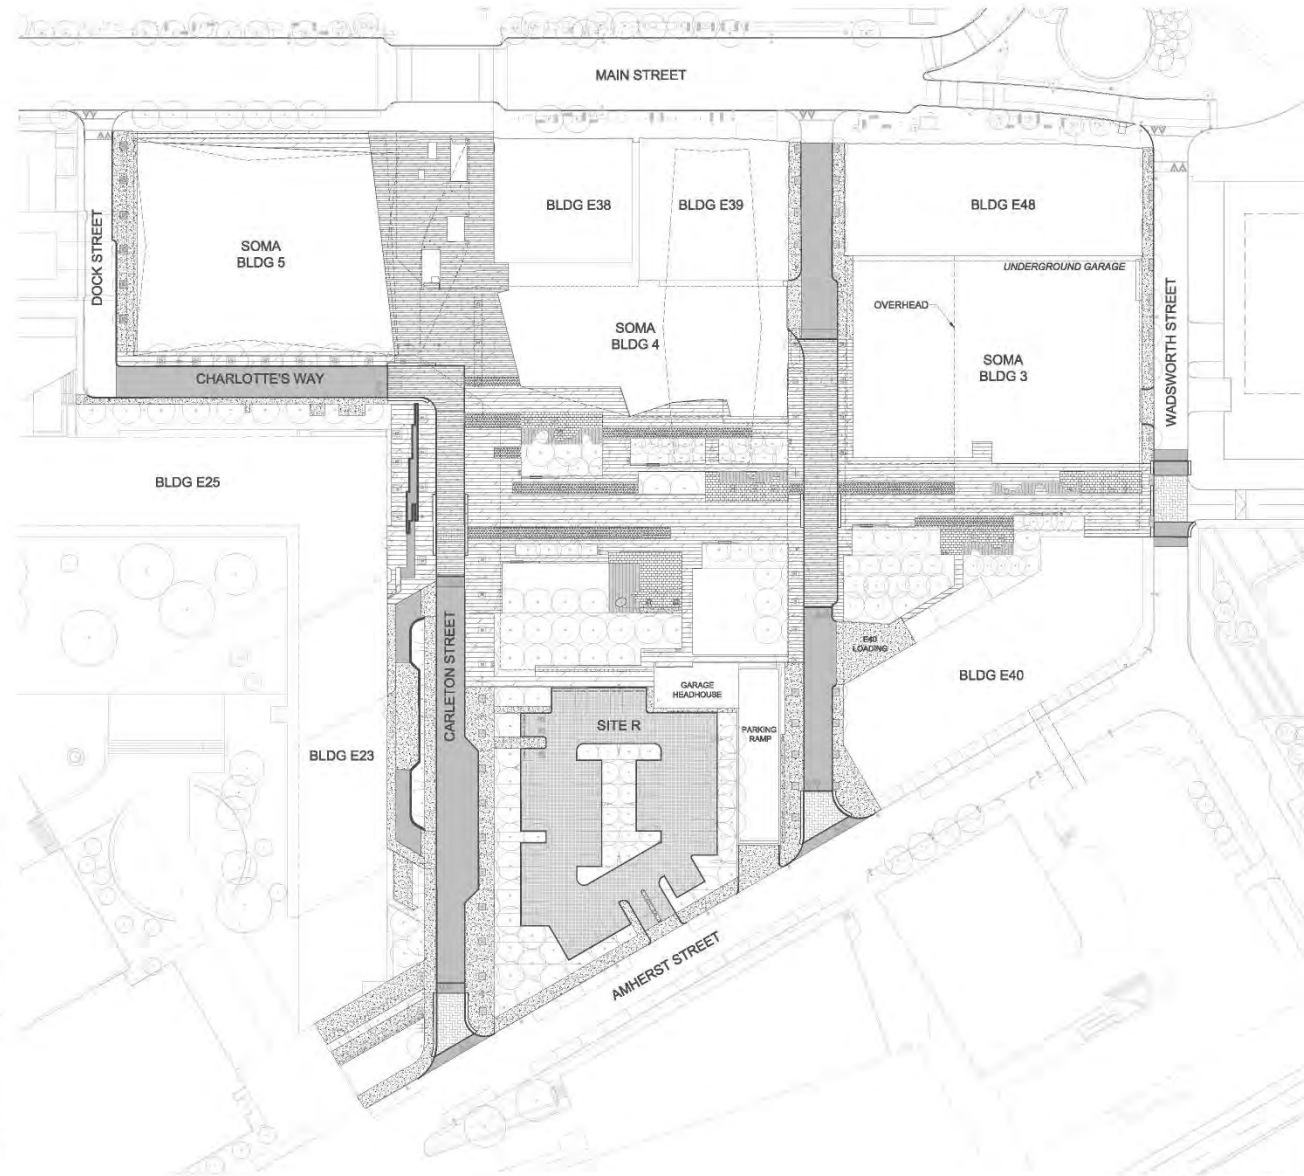 MAIN STREET
BLDG E38
BLDG E39
BLDG E48
DOCK STREET
SOMA
BLDG 5
UNDERGROUND GARAGE
OVERHEAD
WADSWORTH STREET
SOMA
BLDG 4
SOMA
BLDG 3
CHARLOTTE'S WAY
BLDG E25
E40
LOADING
CARLETON STREET
BLDG E40
GARAGE
HEADHOUSE
SITE R
PARKING
RAMP
BLDG E23
AMHERST STREET